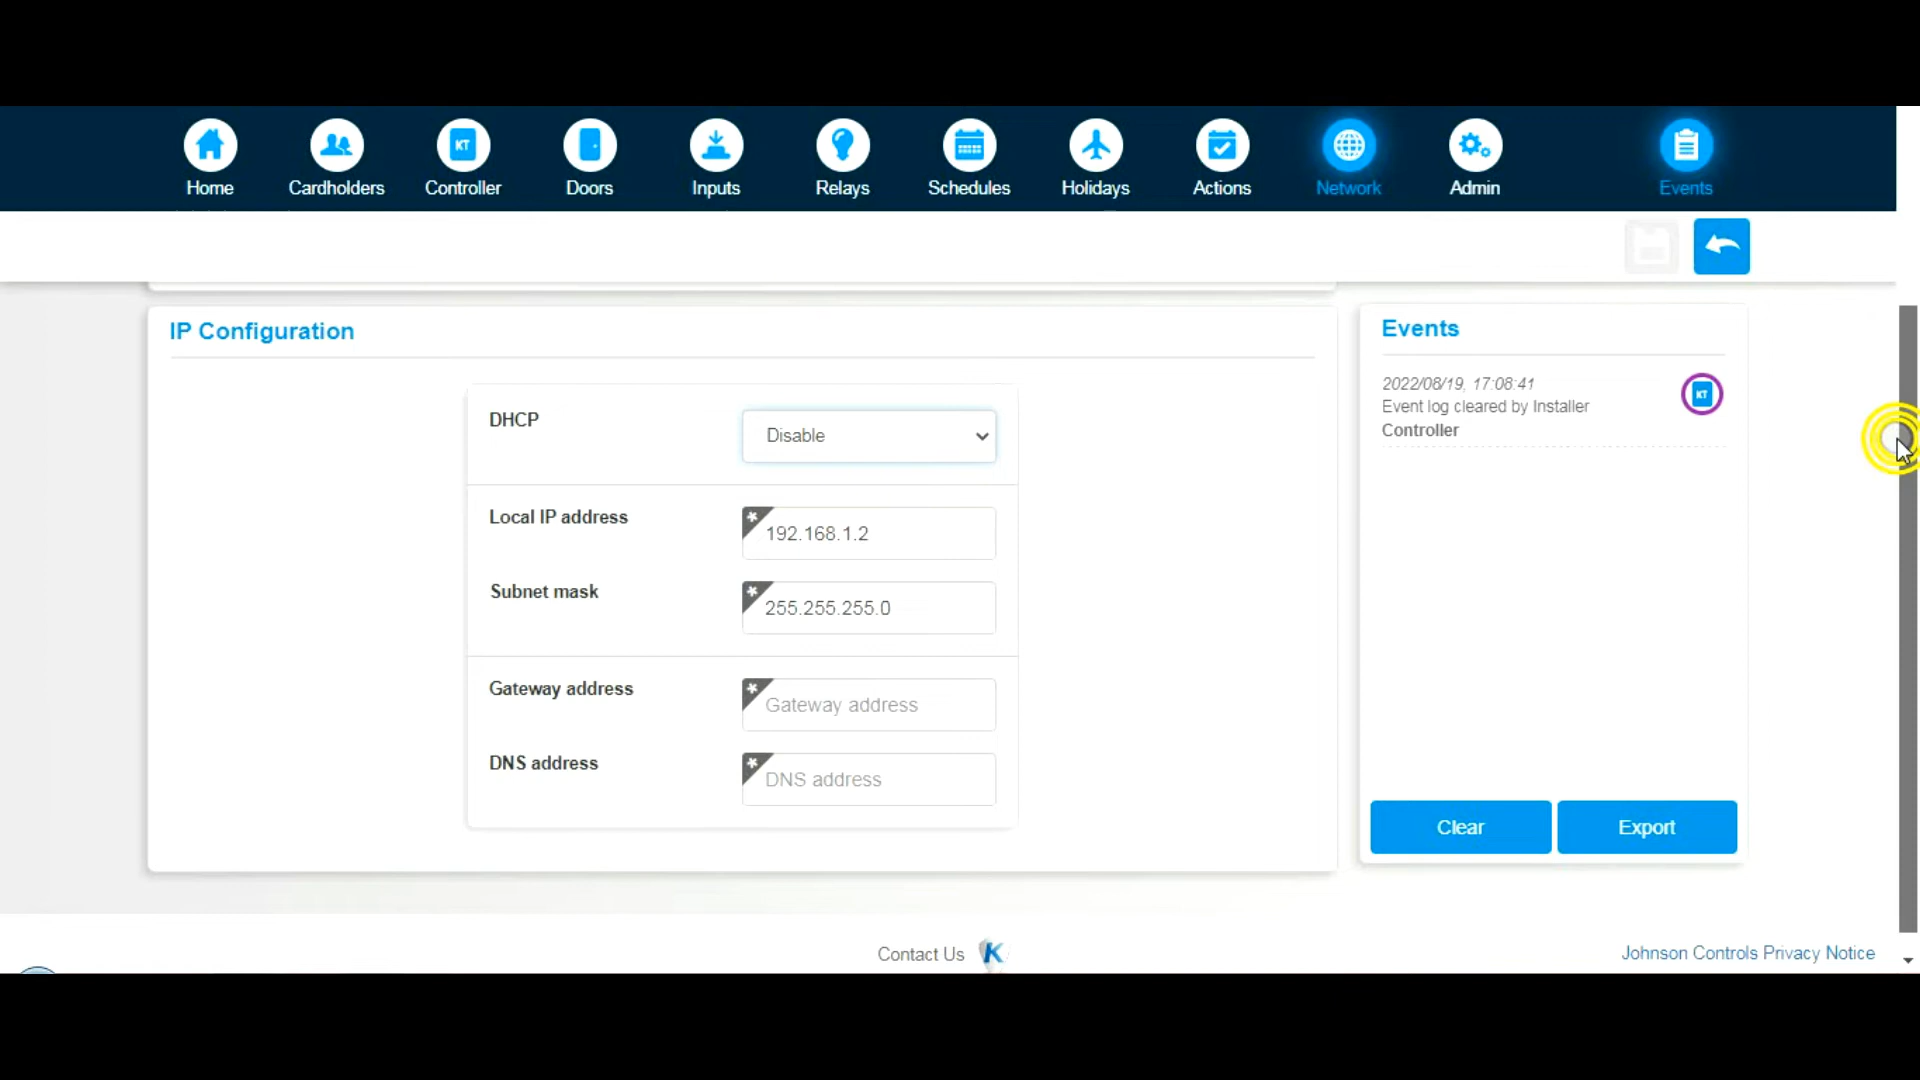 Home
Cardholders
KT
Controller
Doors
Inputs
Relays
Schedules
Holidays
Actions
Network
Admin
Events
IP Configuration
DHCP
Disable
Local IP address
* 192.168.1.2
Subnet mask
* 255.255.255.0
Gateway address
* Gateway address
DNS address
* DNS address
Events
2022/08/19, 17:08:41
Event log cleared by Installer
Controller
KT
Clear
Export
Contact Us
K
Johnson Controls Privacy Notice